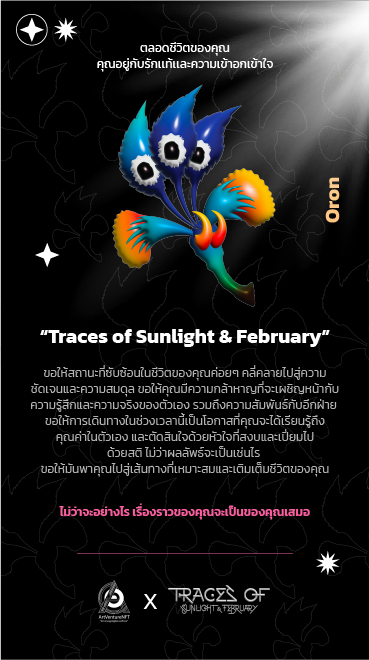 ตลอดชีวิตของคุณ
คุณอยู่กับรักแท้และความเข้าอกเข้าใจ
Oron
“Traces of Sunlight & February”
ขอให้สถานะที่ซับซ้อนในชีวิตของคุณค่อยๆ คลี่คลายไปสู่ความ
ชัดเจนและความสมดุล ขอให้คุณมีความกล้าหาญที่จะเผชิญหน้ากับ
ความรู้สึกและความจริงของตัวเอง รวมถึงความสัมพันธ์กับอีกฝ่าย
ขอให้การเดินทางในช่วงเวลานี้เป็นโอกาสที่คุณจะได้เรียนรู้ถึง
คุณค่าในตัวเอง และตัดสินใจด้วยหัวใจที่สงบและเปี่ยมไป
ด้วยสติ ไม่ว่าผลลัพธ์จะเป็นเช่นไร
ขอให้มันพาคุณไปสู่เส้นทางที่เหมาะสมและเติมเต็มชีวิตของคุณ
ไม่ว่าจะอย่างไร เรื่องราวของคุณจะเป็นของคุณเสมอ
ArtVentureNFT
X
TRACES OF
SUNLIGHT & FEBRUARY